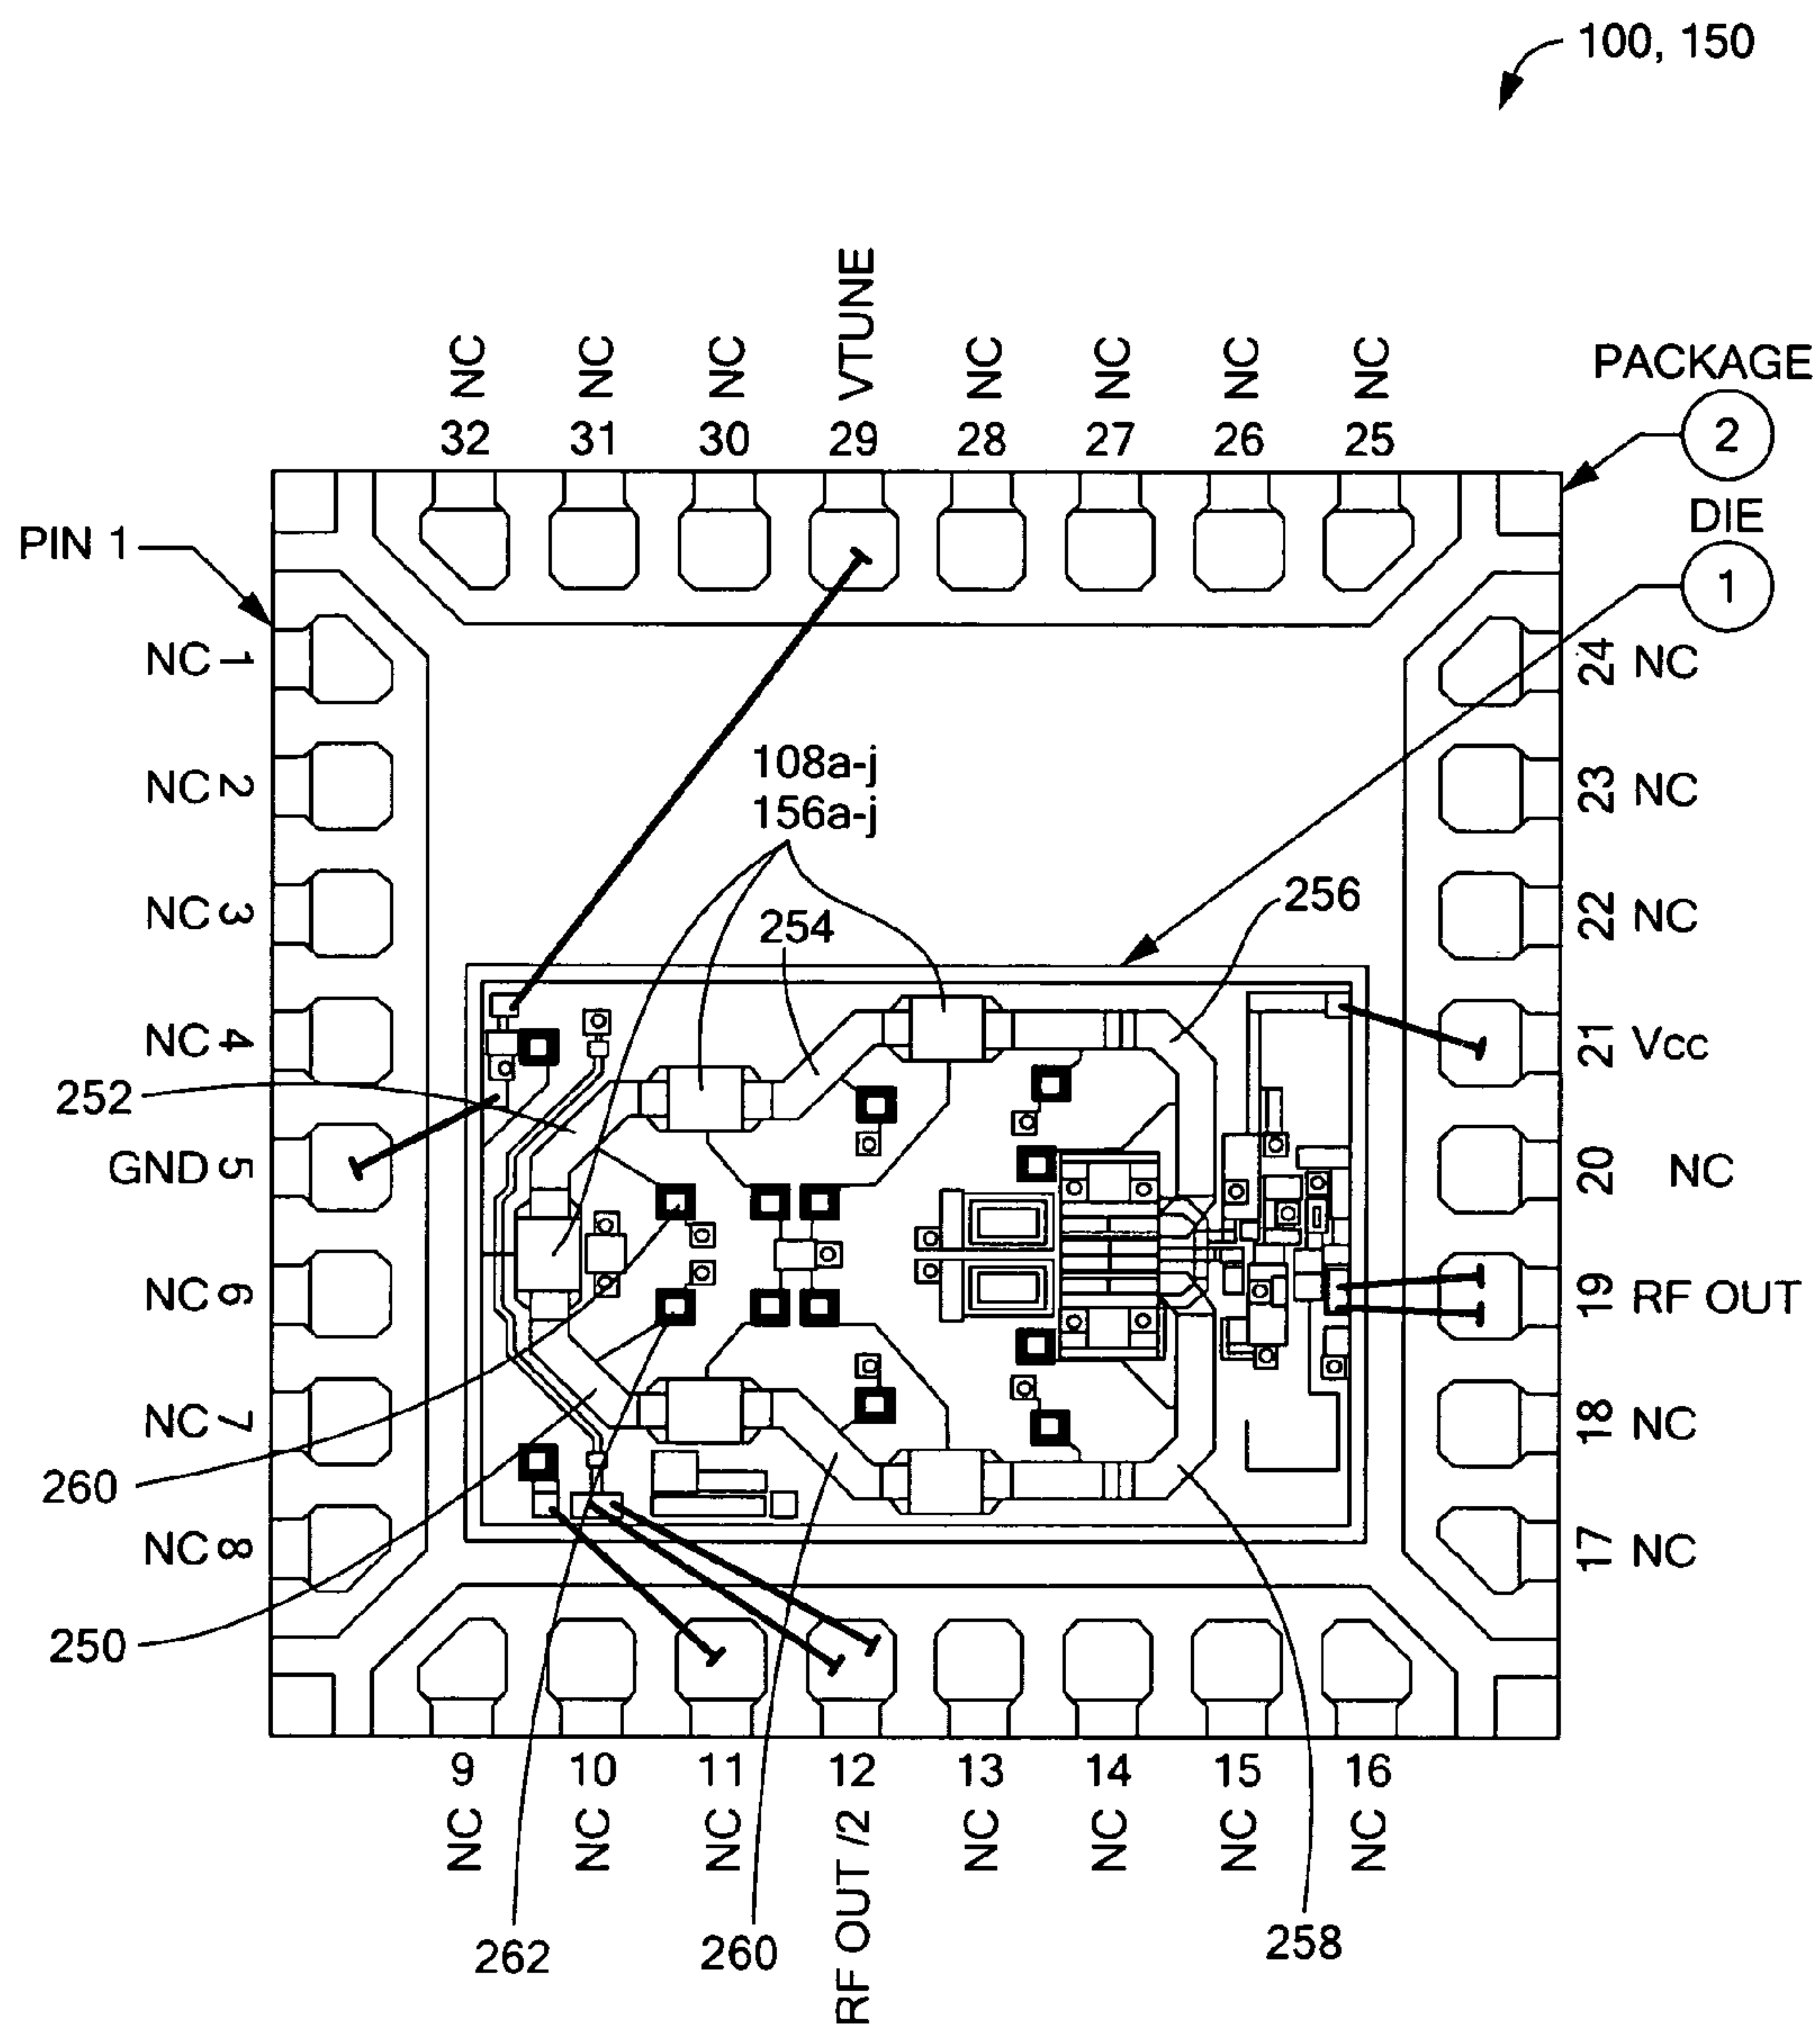 100, 150
PACKAGE
2
DIE
1
PIN 1
NC NC NC VTUNE NC NC NC NC
32 31 30 29 28 27 26 25
NC 1
NC 2
NC 3
NC 4
252
GND 5
NC 6
NC 7
260
NC 8
250
108a-j
156a-j
254
256
24 NC
23 NC
22 NC
21 Vcc
20 NC
19 RF OUT
18 NC
17 NC
9 10 11 12 13 14 15 16
NC NC NC RF OUT /2 NC NC NC NC
262
260
258